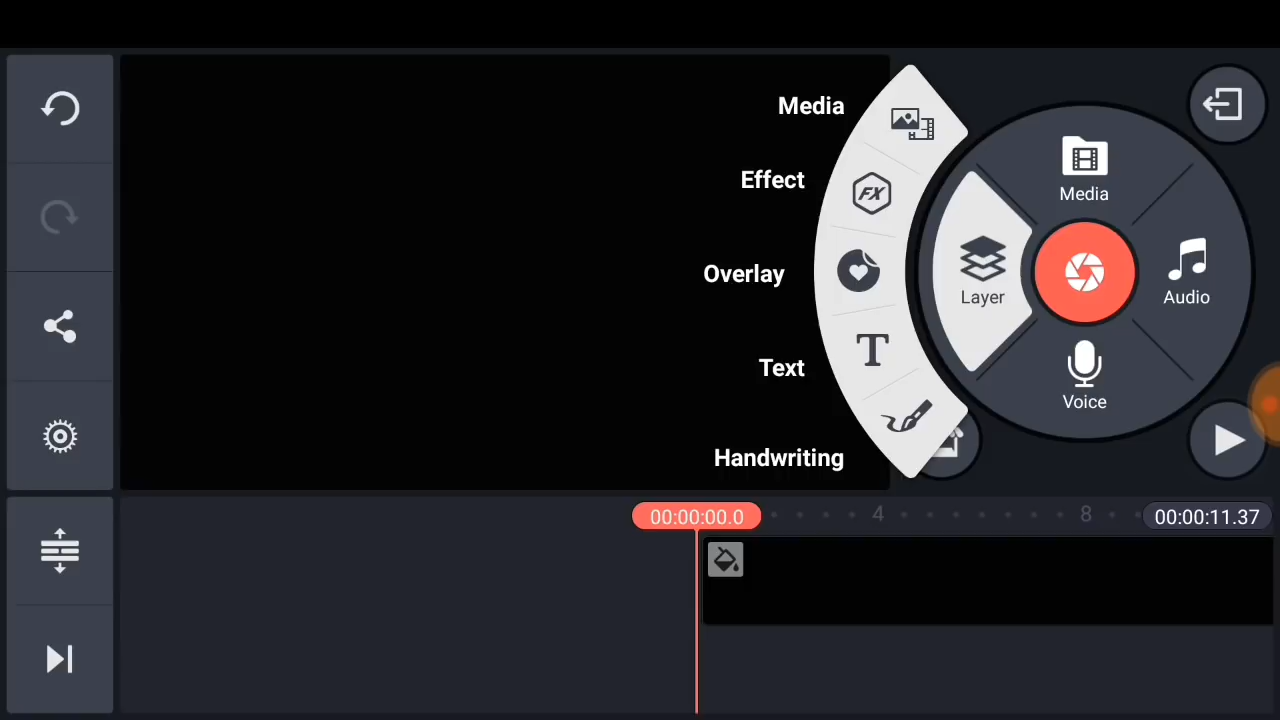 Media
Effect
FX
Overlay
Text
T
Handwriting
Media
Layer
Audio
Voice
00:00:00.0
4
8
00:00:11.37